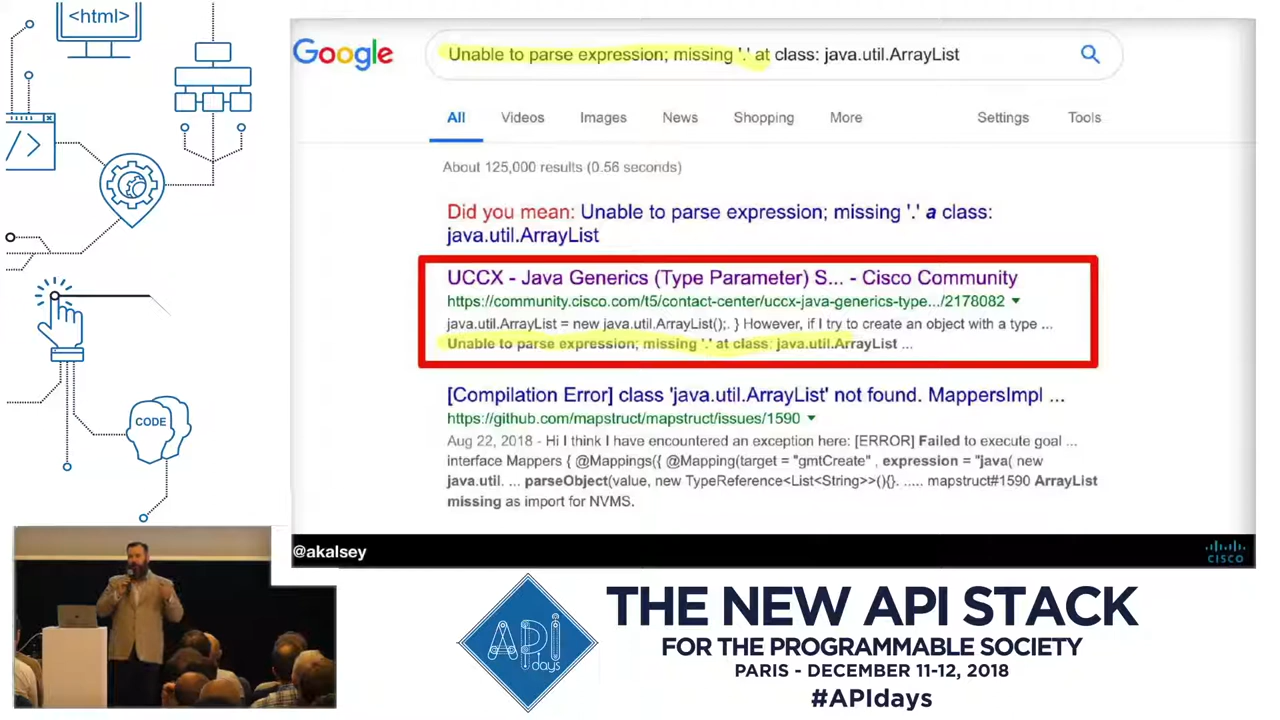 <html>
</>
CODE
Google
Unable to parse expression; missing '.' at class: java.util.ArrayList
All Videos Images News Shopping More Settings Tools
About 125,000 results (0.56 seconds)
Did you mean: Unable to parse expression; missing '.' a class:
java.util.ArrayList
UCCX - Java Generics (Type Parameter) S... - Cisco Community
https://community.cisco.com/t5/contact-center/uccx-java-generics-type.../2178082
java.util.ArrayList = new java.util.ArrayList();. } However, if I try to create an object with a type ...
Unable to parse expression; missing '.' at class: java.util.ArrayList ...
[Compilation Error] class 'java.util.ArrayList' not found. MappersImpl ...
https://github.com/mapstruct/mapstruct/issues/1590
Aug 22, 2018 - Hi I think I have encountered an exception here: [ERROR] Failed to execute goal ...
interface Mappers { @Mappings({ @Mapping(target = "gmtCreate" , expression = "java( new
java.util. ... parseObject(value, new TypeReference<List<String>>(){}. ..... mapstruct#1590 ArrayList
missing as import for NVMS.
@akalsey
CISCO
API
days
THE NEW API STACK
FOR THE PROGRAMMABLE SOCIETY
PARIS - DECEMBER 11-12, 2018
#APIdays